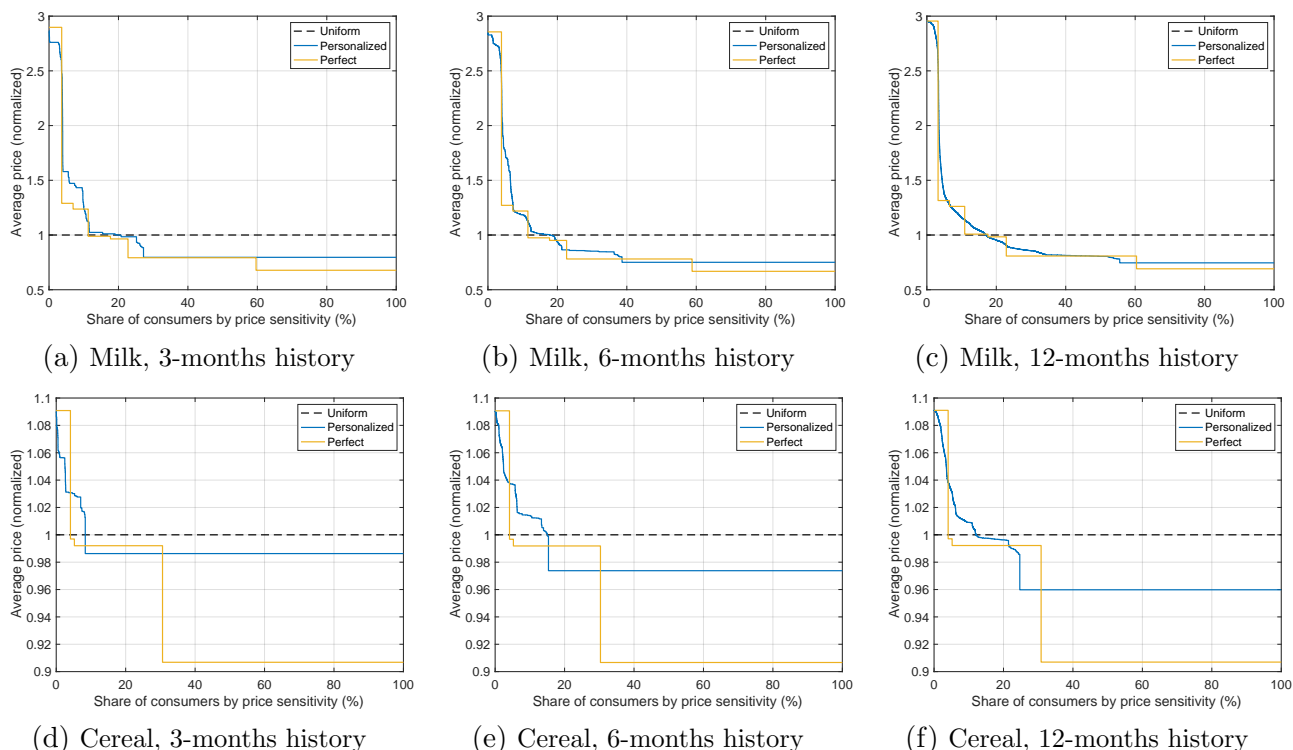 3
2.5
2
1.5
1
0.5
Average price (normalized)
0 20 40 60 80 100
Share of consumers by price sensitivity (%)
Uniform
Personalized
Perfect
(a) Milk, 3-months history
3
2.5
2
1.5
1
0.5
Average price (normalized)
0 20 40 60 80 100
Share of consumers by price sensitivity (%)
Uniform
Personalized
Perfect
(b) Milk, 6-months history
3
2.5
2
1.5
1
0.5
Average price (normalized)
0 20 40 60 80 100
Share of consumers by price sensitivity (%)
Uniform
Personalized
Perfect
(c) Milk, 12-months history
1.1
1.08
1.06
1.04
1.02
1
0.98
0.96
0.94
0.92
0.9
Average price (normalized)
0 20 40 60 80 100
Share of consumers by price sensitivity (%)
Uniform
Personalized
Perfect
(d) Cereal, 3-months history
1.1
1.08
1.06
1.04
1.02
1
0.98
0.96
0.94
0.92
0.9
Average price (normalized)
0 20 40 60 80 100
Share of consumers by price sensitivity (%)
Uniform
Personalized
Perfect
(e) Cereal, 6-months history
1.1
1.08
1.06
1.04
1.02
1
0.98
0.96
0.94
0.92
0.9
Average price (normalized)
0 20 40 60 80 100
Share of consumers by price sensitivity (%)
Uniform
Personalized
Perfect
(f) Cereal, 12-months history